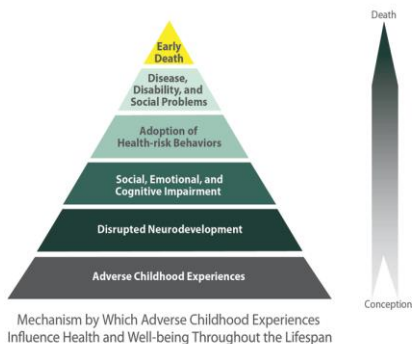 Death
Early
Death
Disease,
Disability, and
Social Problems
Adoption of
Health-risk Behaviors
Social, Emotional, and
Cognitive Impairment
Disrupted Neurodevelopment
Adverse Childhood Experiences
Conception
Mechanism by Which Adverse Childhood Experiences
Influence Health and Well-being Throughout the Lifespan